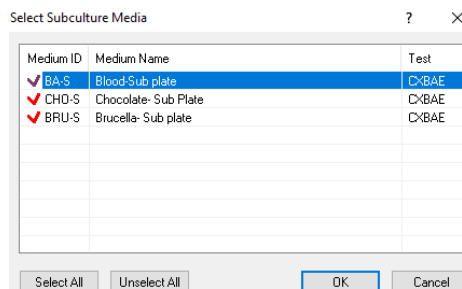 Select Subculture Media ? X
Medium ID Medium Name Test
BA-S Blood-Sub plate CXBAE
CHO-S Chocolate- Sub Plate CXBAE
BRU-S Brucella- Sub plate CXBAE
Select All Unselect All OK Cancel